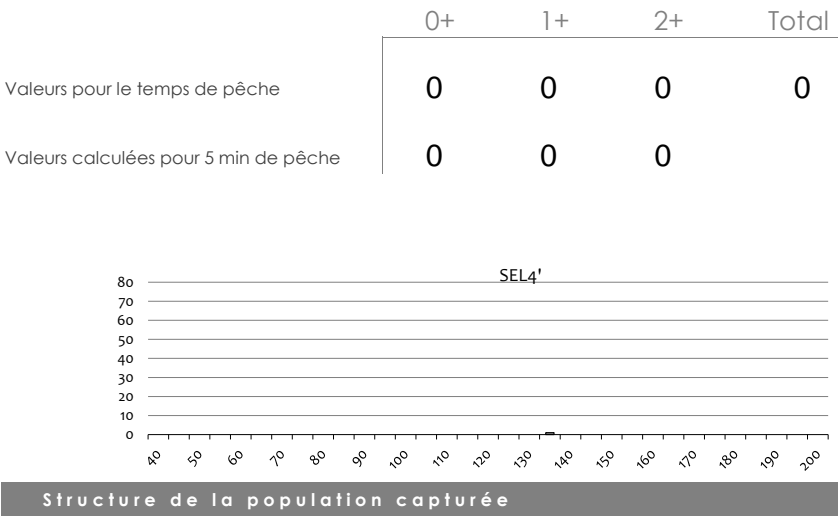 0+ 1+ 2+ Total
Valeurs pour le temps de pêche 0 0 0 0
Valeurs calculées pour 5 min de pêche 0 0 0
SEL4'
80
70
60
50
40
30
20
10
0
40 50 60 70 80 90 100 110 120 130 140 150 160 170 180 190 200
Structure de la population capturée